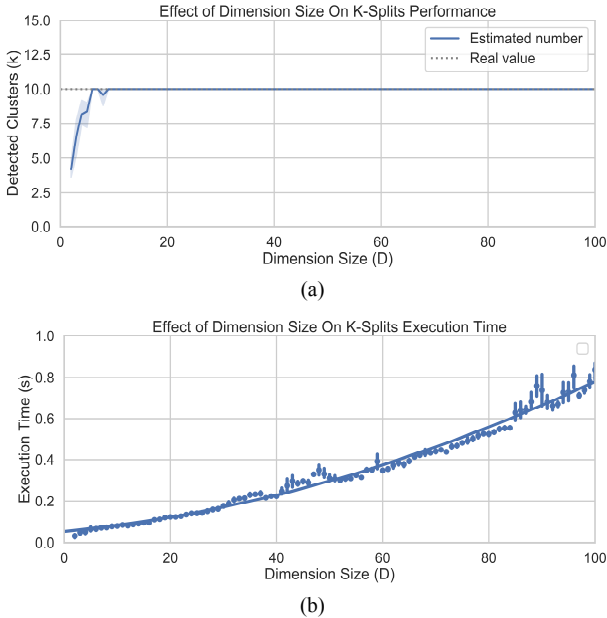 Effect of Dimension Size On K-Splits Performance
15.0
12.5
10.0
7.5
5.0
2.5
0.0
Detected Clusters (k)
Estimated number
Real value
0 20 40 60 80 100
Dimension Size (D)
(a)
Effect of Dimension Size On K-Splits Execution Time
1.0
0.8
0.6
0.4
0.2
0.0
Execution Time (s)
0 20 40 60 80 100
Dimension Size (D)
(b)